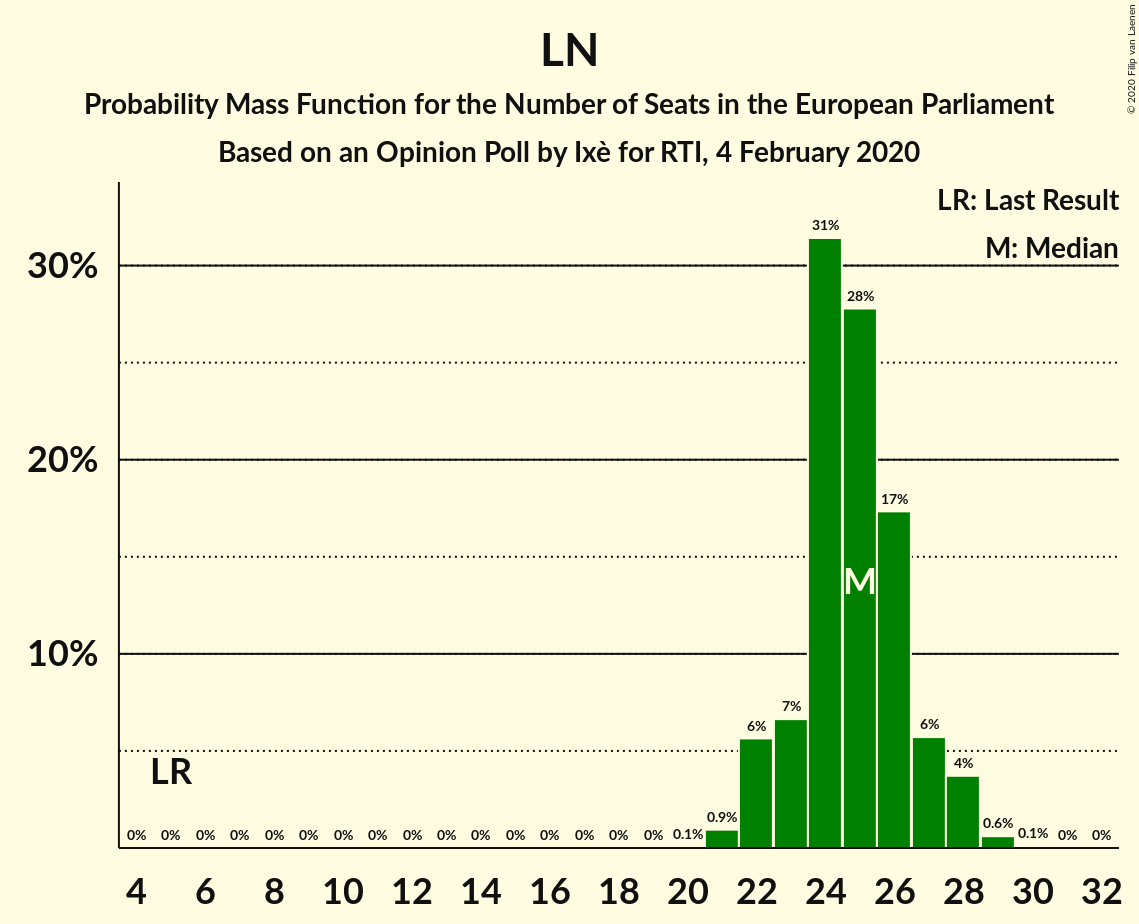 LN
Probability Mass Function for the Number of Seats in the European Parliament
Based on an Opinion Poll by Ixè for RTI, 4 February 2020
© 2020 Filip van Laenen
LR: Last Result
M: Median
30%
20%
10%
31%
28%
17%
M
6%
7%
6%
4%
LR
0% 0% 0% 0% 0% 0% 0% 0% 0% 0% 0% 0% 0% 0% 0% 0% 0.1% 0.9% 0.6% 0.1% 0% 0%
4 6 8 10 12 14 16 18 20 22 24 26 28 30 32